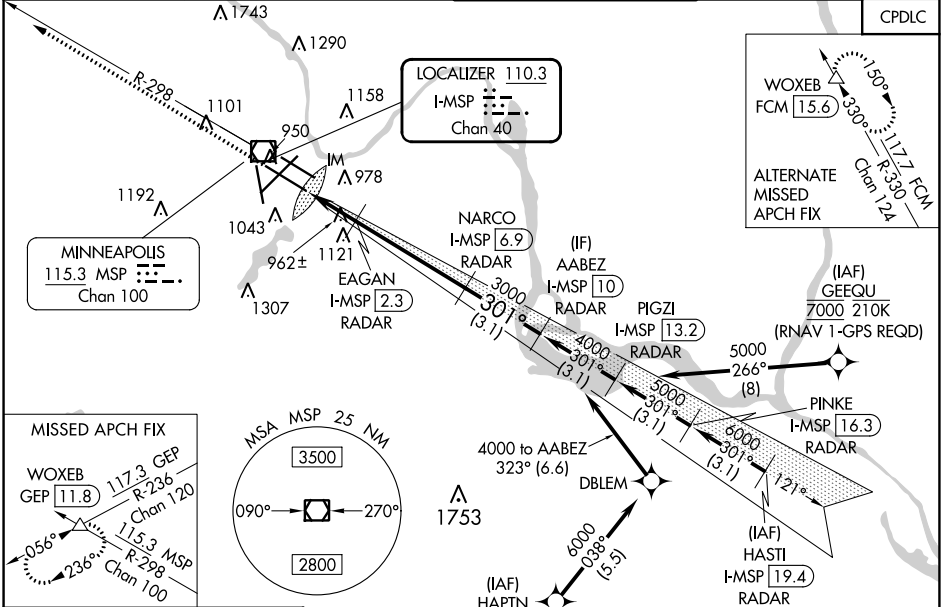 1743
1290
1101
1158
950
R-298
LOCALIZER 110.3
I-MSP
Chan 40
CPDLC
WOXEB
FCM 15.6
150°
330°
117.7 FCM
R-330
Chan 124
ALTERNATE
MISSED
APCH FIX
IM
978
1192
1043
962±
1121
1307
MINNEAPOLIS
115.3 MSP
Chan 100
EAGAN
I-MSP 2.3
RADAR
NARCO
I-MSP 6.9
RADAR
(IF)
AABEZ
I-MSP 10
RADAR
PIGZI
I-MSP 13.2
RADAR
(IAF)
GEEQU
7000 210K
(RNAV 1-GPS REQD)
3000
301°
(3.1)
4000
301°
(3.1)
5000
301°
(3.1)
6000
301°
(3.1)
121°
5000
266°
(8)
PINKE
I-MSP 16.3
RADAR
4000 to AABEZ
323° (6.6)
DBLEM
6000
038°
(5.5)
(IAF)
HAPTN
(IAF)
HASTI
I-MSP 19.4
RADAR
1753
MISSED APCH FIX
WOXEB
GEP 11.8
117.3 GEP
R-236
Chan 120
056°
236°
115.3 MSP
R-298
Chan 100
MSA MSP 25 NM
3500
090°
270°
2800